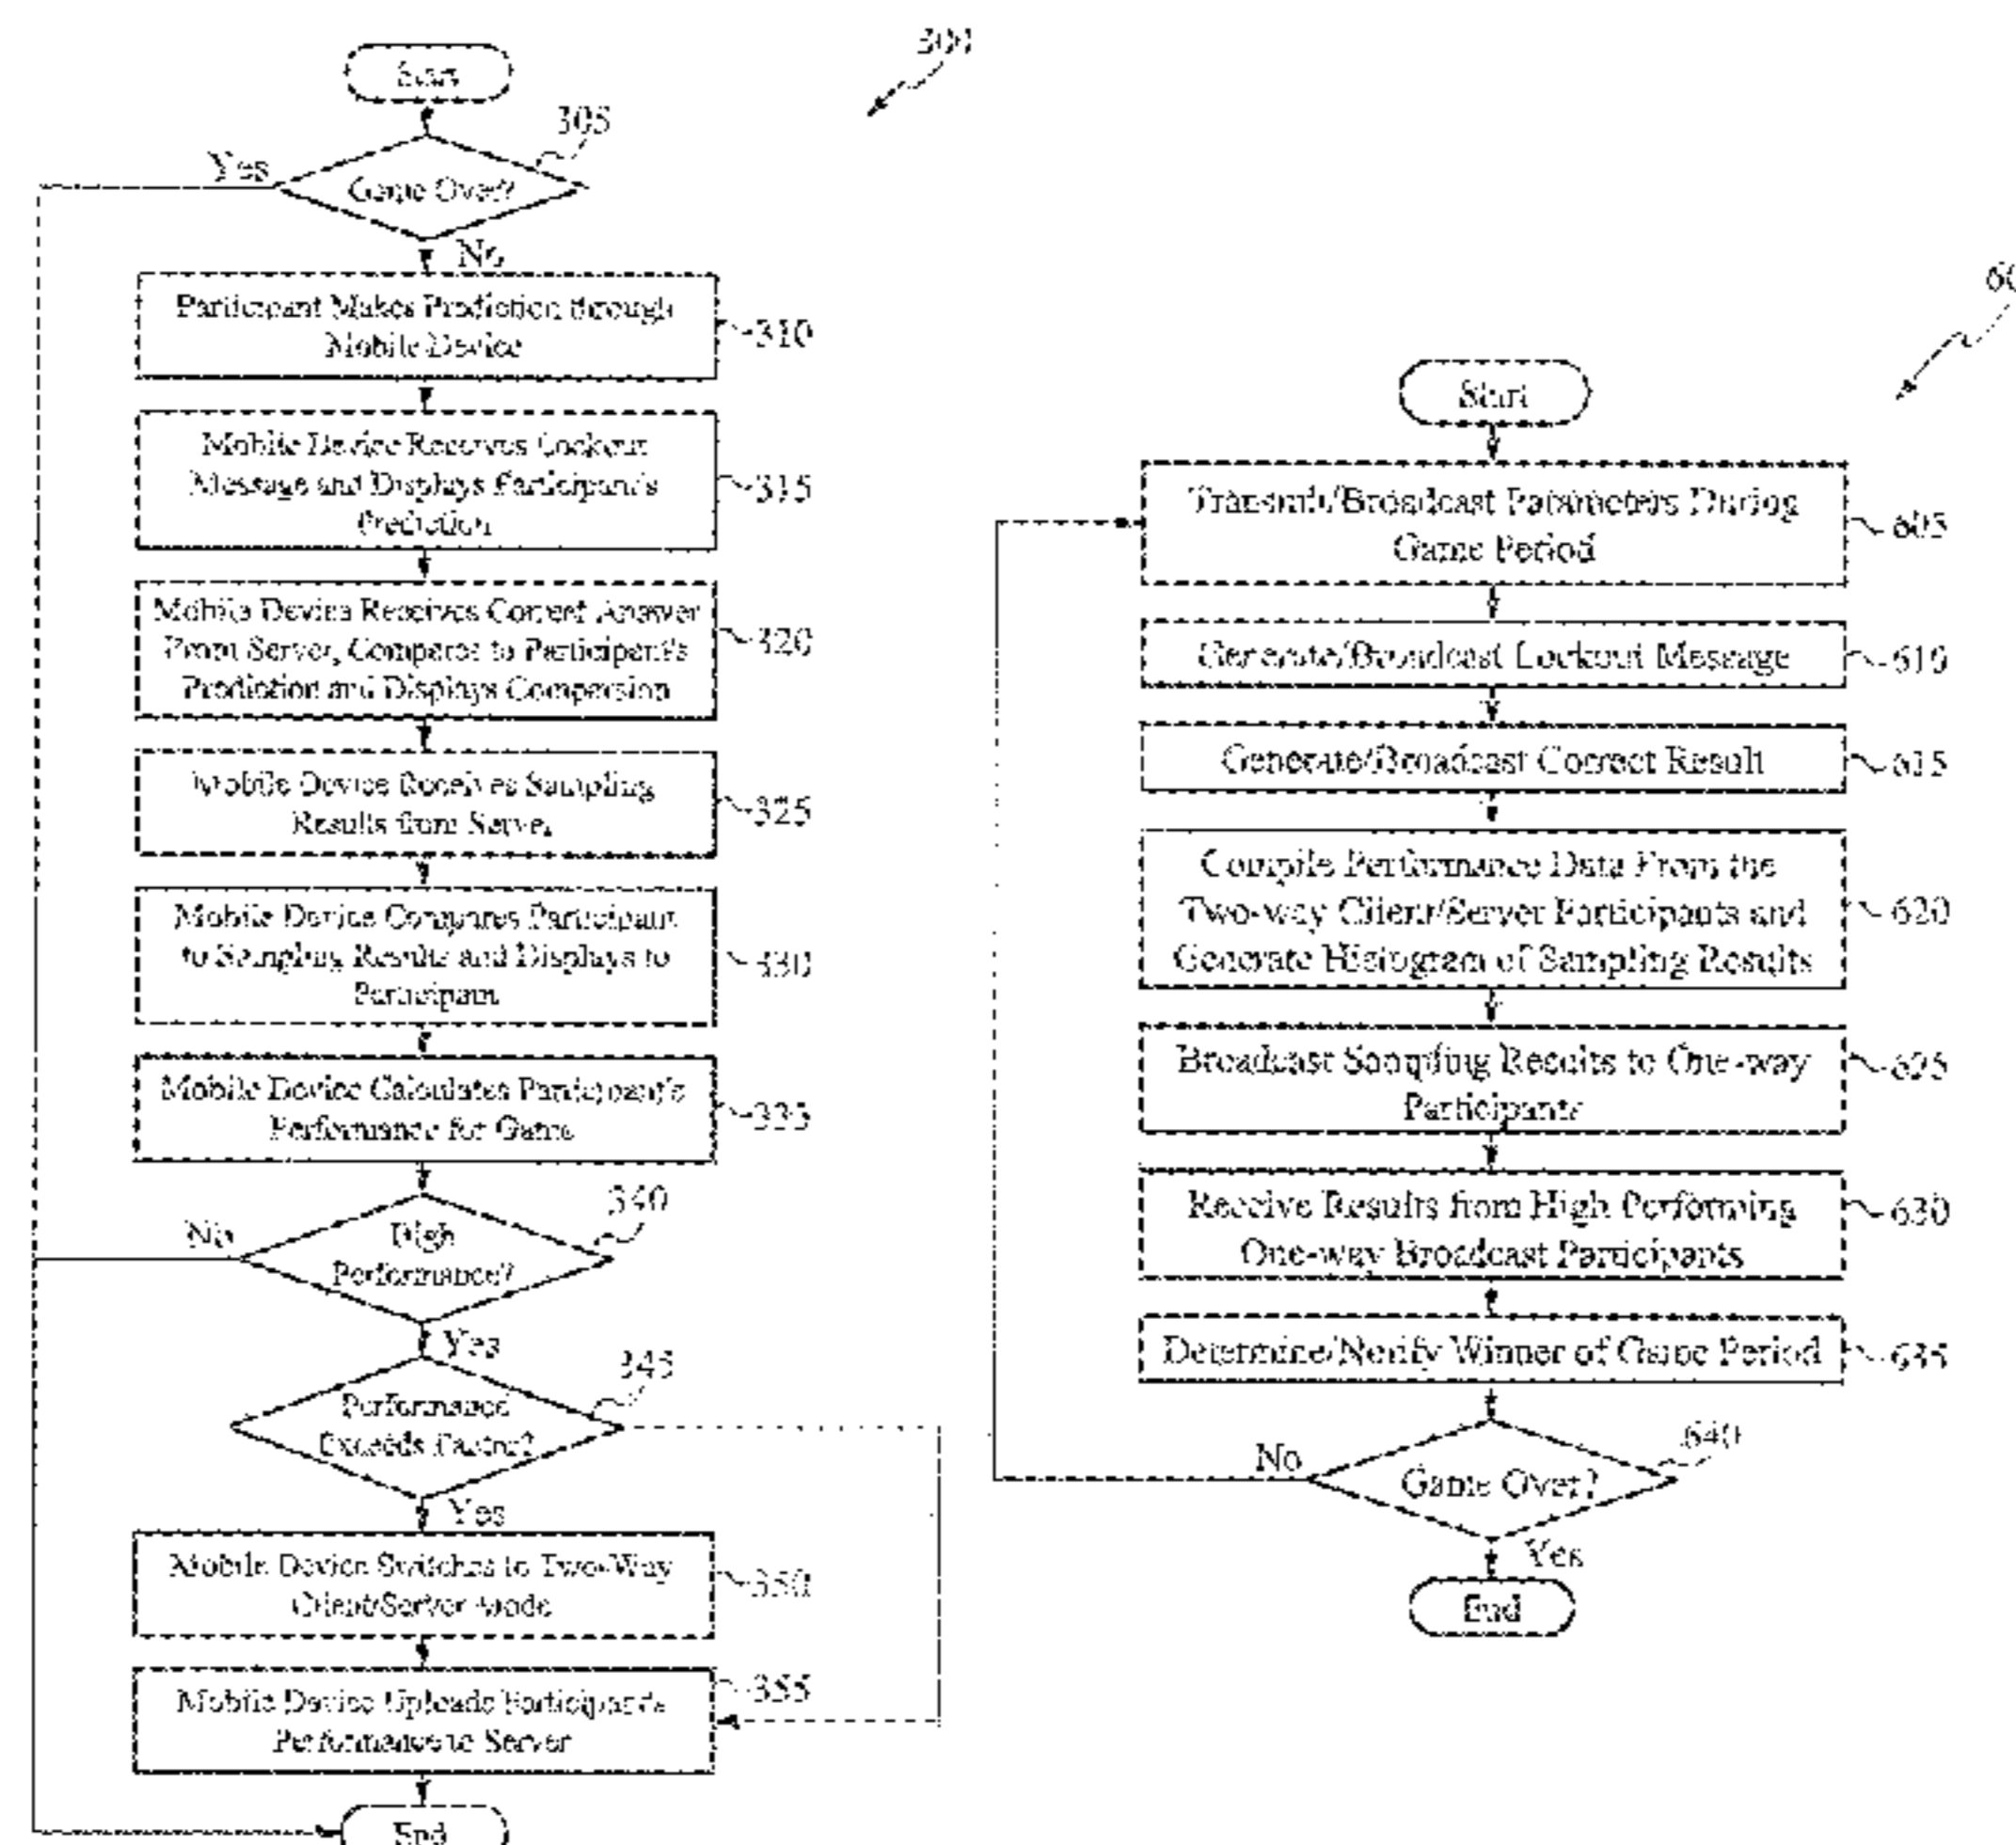 300
Start
305
Yes
Game Over?
No
Participant Makes Prediction through
Mobile Device
310
Mobile Device Receives Lockout
Message and Displays Participant's
Prediction
315
Mobile Device Receives Correct Answer
From Server, Compares to Participant's
Prediction and Displays Comparsion
320
Mobile Device Receives Sampling
Results from Server
325
Mobile Device Compares Participant
to Sampling Results and Displays to
Participant
330
Mobile Device Calculates Participant's
Performance for Game
335
340
No
High
Performance?
Yes
345
Performance
Exceeds Factor?
Yes
Mobile Device Switches to Two-Way
Client/Server Mode
350
Mobile Device Uploads Participant's
Performance to Server
355
End
60
Start
Transmit/Broadcast Parameters During
Game Period
605
Generate/Broadcast Lockout Message
610
Generate/Broadcast Correct Result
615
Compile Performance Data From the
Two-way Client/Server Participants and
Generate Histogram of Sampling Results
620
Broadcast Sampling Results to One-way
Participants
625
Receive Results from High Performing
One-way Broadcast Participants
630
Determine/Notify Winner of Game Period
635
640
No
Game Over?
Yes
End